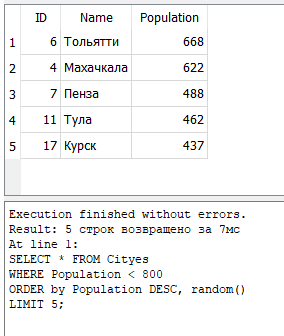 ID Name Population
1 6 Тольятти 668
2 4 Махачкала 622
3 7 Пенза 488
4 11 Тула 462
5 17 Курск 437
Execution finished without errors.
Result: 5 строк возвращено за 7мс
At line 1:
SELECT * FROM Cityes
WHERE Population < 800
ORDER by Population DESC, random()
LIMIT 5;